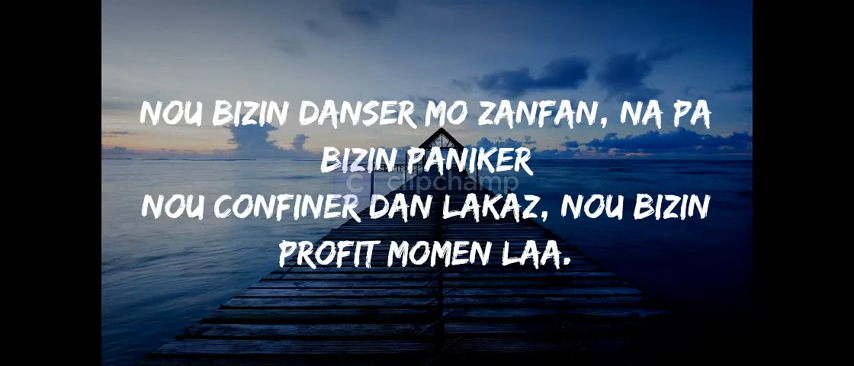 NOU BIZIN DANSER MO ZANFAN, NA PA
BIZIN PANIKER
clipchamp
NOU CONFINER DAN LAKAZ, NOU BIZIN
PROFIT MOMEN LAA.